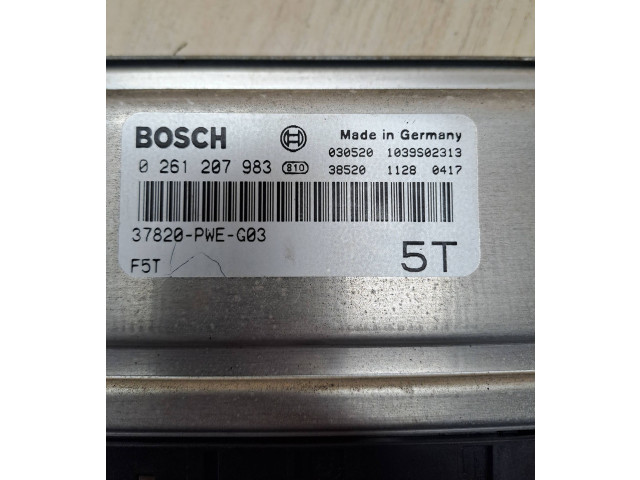 BOSCH Made in Germany
030520 1039S02313
0 261 207 983 810 38520 1128 0417
37820-PWE-G03
F5T 5T